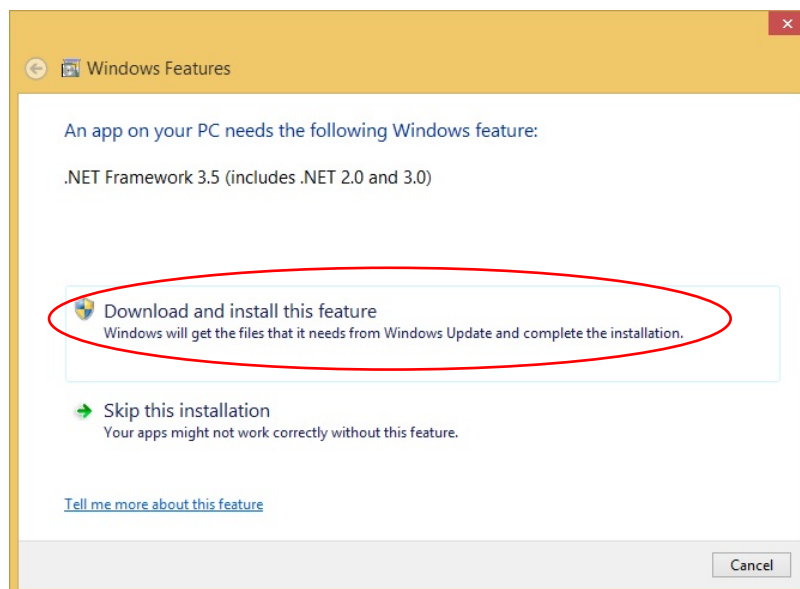 Windows Features
An app on your PC needs the following Windows feature:
.NET Framework 3.5 (includes .NET 2.0 and 3.0)
Download and install this feature
Windows will get the files that it needs from Windows Update and complete the installation.
Skip this installation
Your apps might not work correctly without this feature.
Tell me more about this feature
Cancel